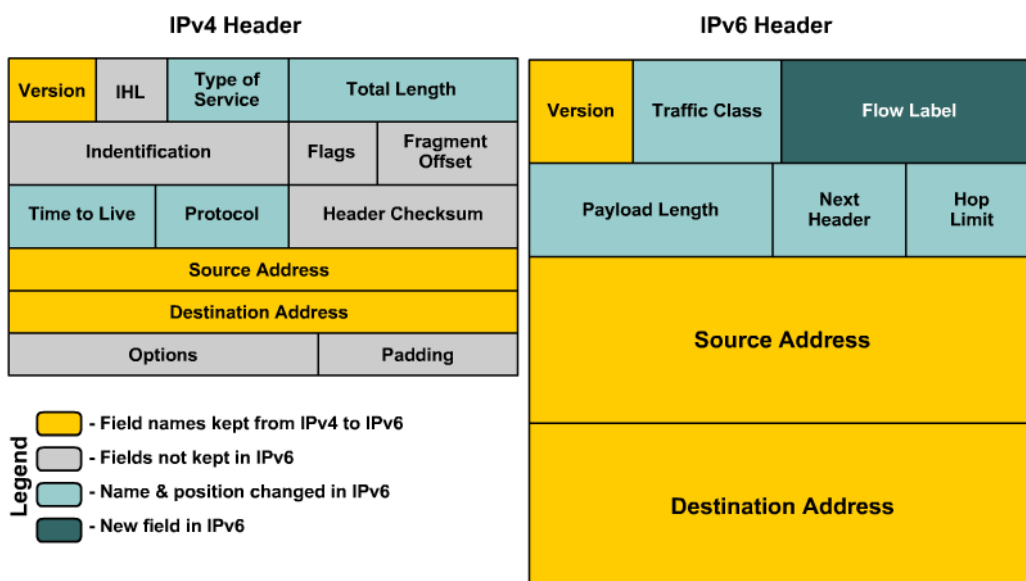 IPv4 Header
Version
IHL
Type of
Service
Total Length
Indentification
Flags
Fragment
Offset
Time to Live
Protocol
Header Checksum
Source Address
Destination Address
Options
Padding
Legend
- Field names kept from IPv4 to IPv6
- Fields not kept in IPv6
- Name & position changed in IPv6
- New field in IPv6
IPv6 Header
Version
Traffic Class
Flow Label
Payload Length
Next
Header
Hop
Limit
Source Address
Destination Address